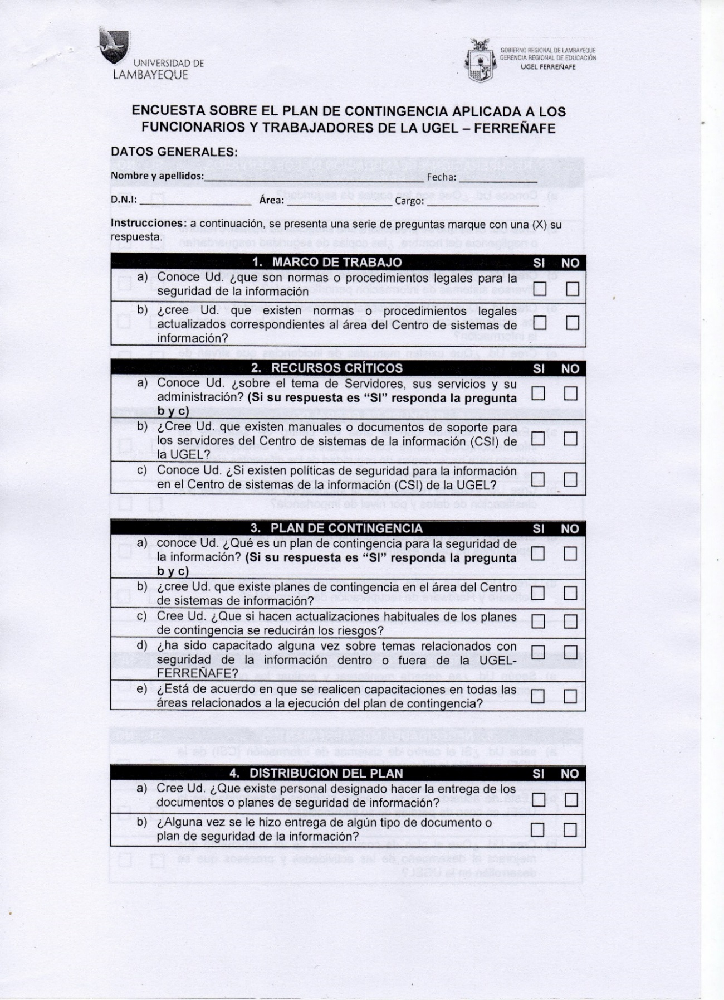 UNIVERSIDAD DE
LAMBAYEQUE
GOBIERNO REGIONAL DE LAMBAYEQUE
GERENCIA REGIONAL DE EDUCACIÓN
UGEL FERREÑAFE
ENCUESTA SOBRE EL PLAN DE CONTINGENCIA APLICADA A LOS
FUNCIONARIOS Y TRABAJADORES DE LA UGEL – FERREÑAFE
DATOS GENERALES:
Nombre y apellidos: Fecha:
D.N.I: Área: Cargo:
Instrucciones: a continuación, se presenta una serie de preguntas marque con una (X) su
respuesta.
1. MARCO DE TRABAJO SI NO
a) Conoce Ud. ¿que son normas o procedimientos legales para la
seguridad de la información
b) ¿cree Ud. que existen normas o procedimientos legales
actualizados correspondientes al área del Centro de sistemas de
información?
2. RECURSOS CRÍTICOS SI NO
a) Conoce Ud. ¿sobre el tema de Servidores, sus servicios y su
administración? (Si su respuesta es “SI” responda la pregunta
b y c)
b) ¿Cree Ud. que existen manuales o documentos de soporte para
los servidores del Centro de sistemas de la información (CSI) de
la UGEL?
c) Conoce Ud. ¿Si existen políticas de seguridad para la información
en el Centro de sistemas de la información (CSI) de la UGEL?
3. PLAN DE CONTINGENCIA SI NO
a) conoce Ud. ¿Qué es un plan de contingencia para la seguridad de
la información? (Si su respuesta es “SI” responda la pregunta
b y c)
b) ¿cree Ud. que existe planes de contingencia en el área del Centro
de sistemas de información?
c) Cree Ud. ¿Que si hacen actualizaciones habituales de los planes
de contingencia se reducirán los riesgos?
d) ¿ha sido capacitado alguna vez sobre temas relacionados con
seguridad de la información dentro o fuera de la UGEL-
FERREÑAFE?
e) ¿Está de acuerdo en que se realicen capacitaciones en todas las
áreas relacionados a la ejecución del plan de contingencia?
4. DISTRIBUCION DEL PLAN SI NO
a) Cree Ud. ¿Que existe personal designado hacer la entrega de los
documentos o planes de seguridad de información?
b) ¿Alguna vez se le hizo entrega de algún tipo de documento o
plan de seguridad de la información?